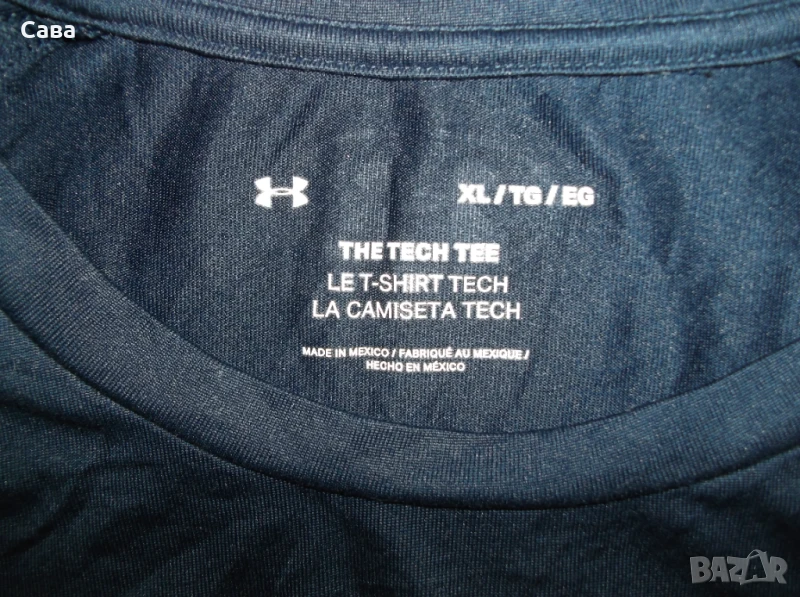 Сава
XL/TG/EG
THE TECH TEE
LE T-SHIRT TECH
LA CAMISETA TECH
MADE IN MEXICO / FABRIQUÉ AU MEXIQUE /
HECHO EN MÉXICO
BAZAR